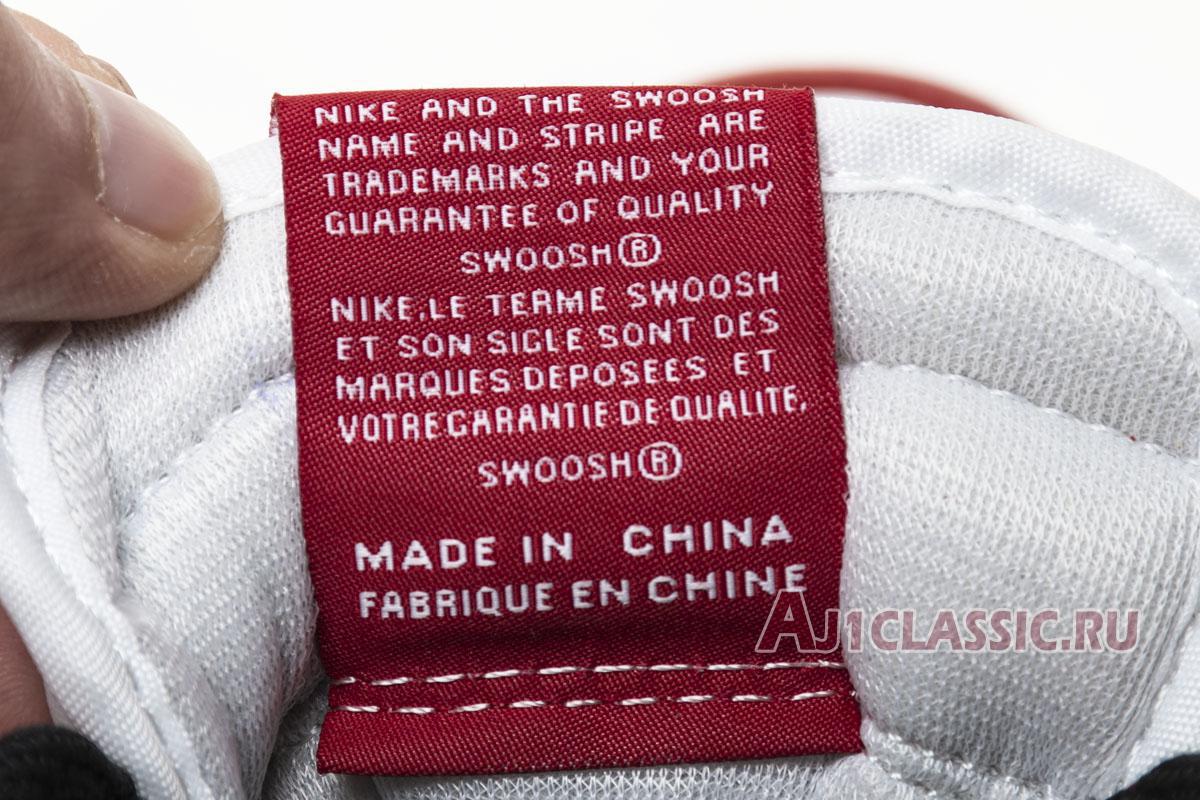 NIKE AND THE SWOOSH
NAME AND STRIPE ARE
TRADEMARKS AND YOUR
GUARANTEE OF QUALITY
SWOOSH®
NIKE,LE TERME SWOOSH
ET SON SIGLE SONT DES
MARQUES DEPOSEES ET
VOTRE GARANTIE DE QUALITE.
SWOOSH®
MADE IN CHINA
FABRIQUE EN CHINE
AJ1CLASSIC.RU